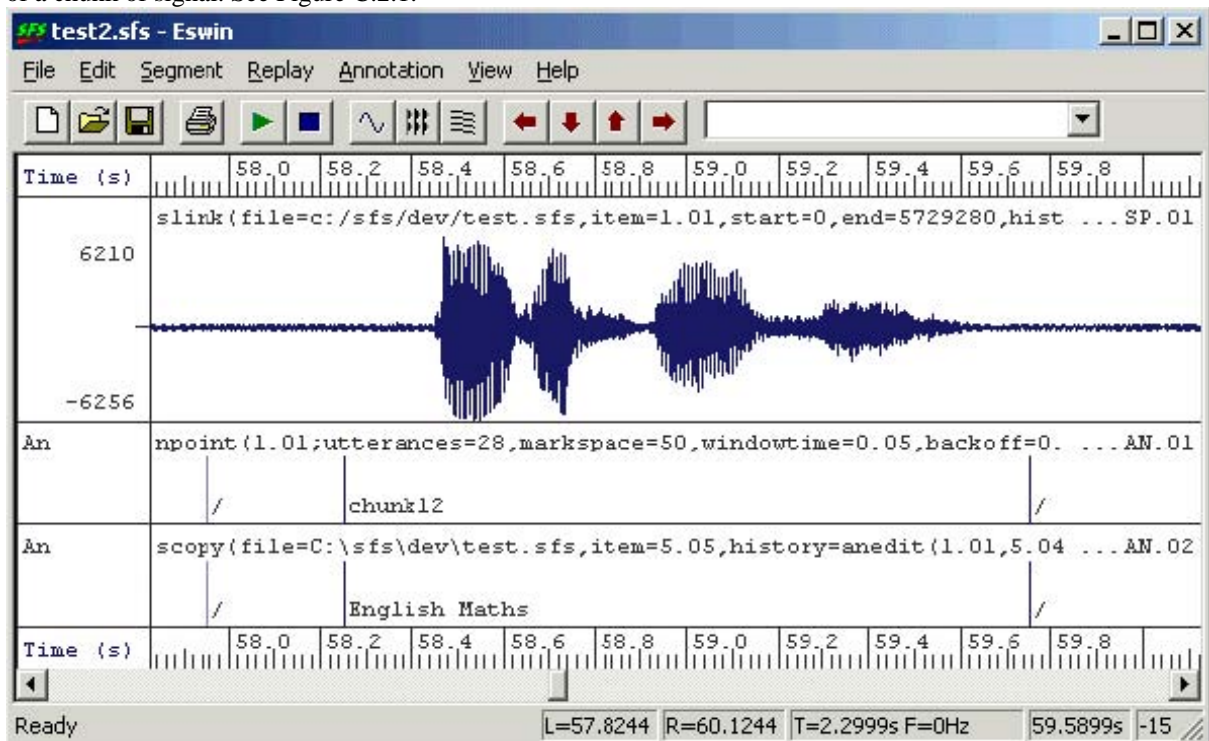 of a chunk of signal. See Figure C.2.1.
SFS test2.sfs - Eswin
File Edit Segment Replay Annotation View Help
Time (s) 58.0 58.2 58.4 58.6 58.8 59.0 59.2 59.4 59.6 59.8
slink(file=c:/sfs/dev/test.sfs,item=1.01,start=0,end=5729280,hist ...SP.01
6210
-6256
An npoint(1.01;utterances=28,markspace=50,windowtime=0.05,backoff=0. ...AN.01
/ chunk12 /
An scopy(file=C:\sfs\dev\test.sfs,item=5.05,history=anedit(1.01,5.04 ...AN.02
/ English Maths /
Time (s) 58.0 58.2 58.4 58.6 58.8 59.0 59.2 59.4 59.6 59.8
Ready L=57.8244 R=60.1244 T=2.2999s F=0Hz 59.5899s -15